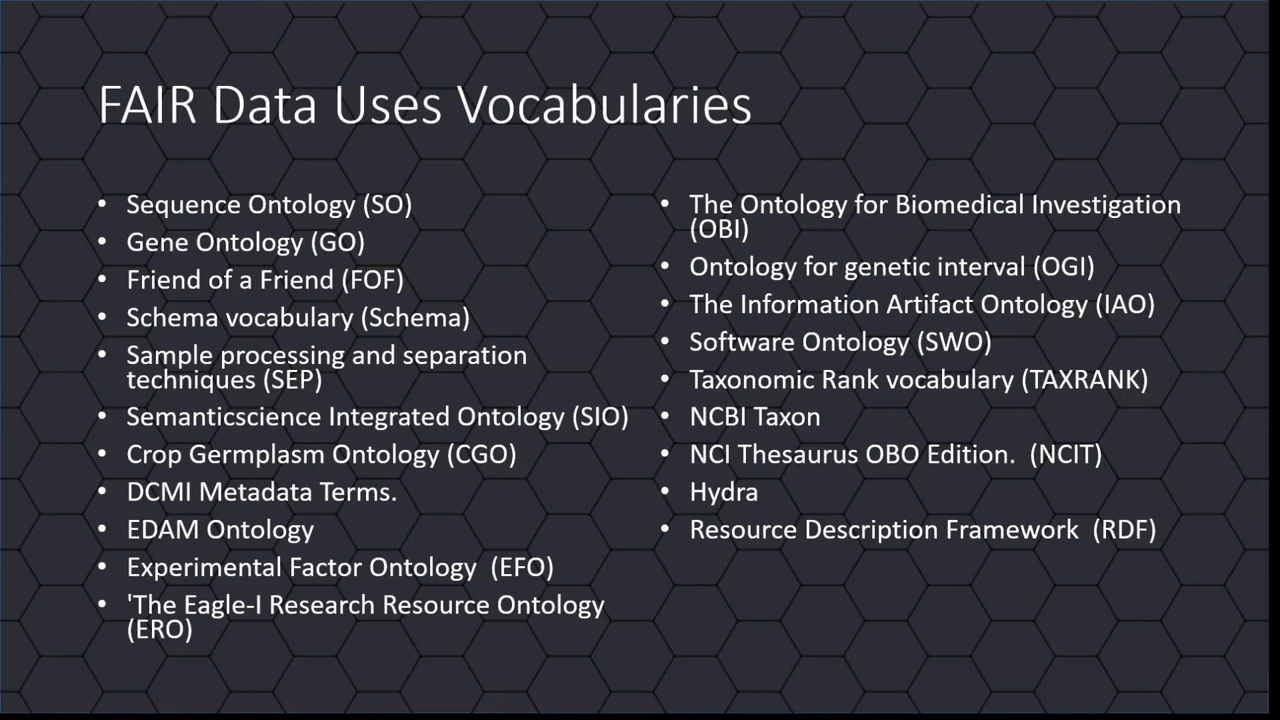 FAIR Data Uses Vocabularies
• Sequence Ontology (SO)
• Gene Ontology (GO)
• Friend of a Friend (FOF)
• Schema vocabulary (Schema)
• Sample processing and separation
techniques (SEP)
• Semanticscience Integrated Ontology (SIO)
• Crop Germplasm Ontology (CGO)
• DCMI Metadata Terms.
• EDAM Ontology
• Experimental Factor Ontology  (EFO)
• 'The Eagle-I Research Resource Ontology
(ERO)
• The Ontology for Biomedical Investigation
(OBI)
• Ontology for genetic interval (OGI)
• The Information Artifact Ontology (IAO)
• Software Ontology (SWO)
• Taxonomic Rank vocabulary (TAXRANK)
• NCBI Taxon
• NCI Thesaurus OBO Edition.  (NCIT)
• Hydra
• Resource Description Framework  (RDF)